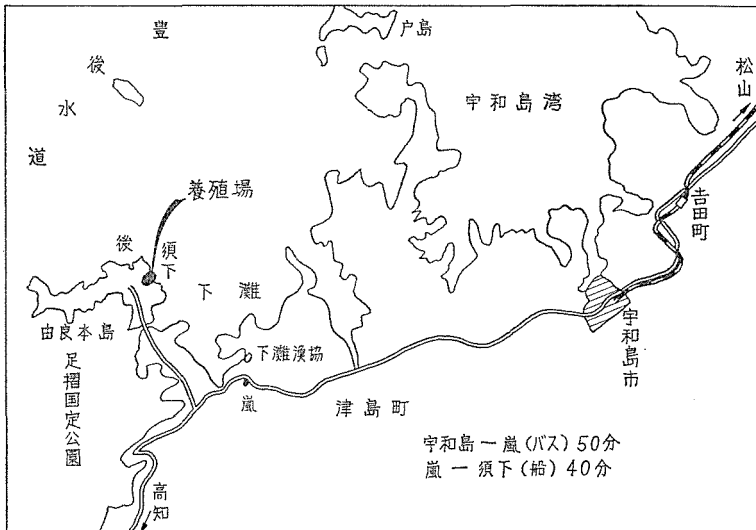 豊後水道
戸島
宇和島湾
松山
吉田町
養殖場
後
須下
下灘
由良本島
足摺国定公園
下灘漁協
嵐
津島町
宇和島市
宇和島ー嵐(バス)50分
嵐ー須下(船)40分
高知